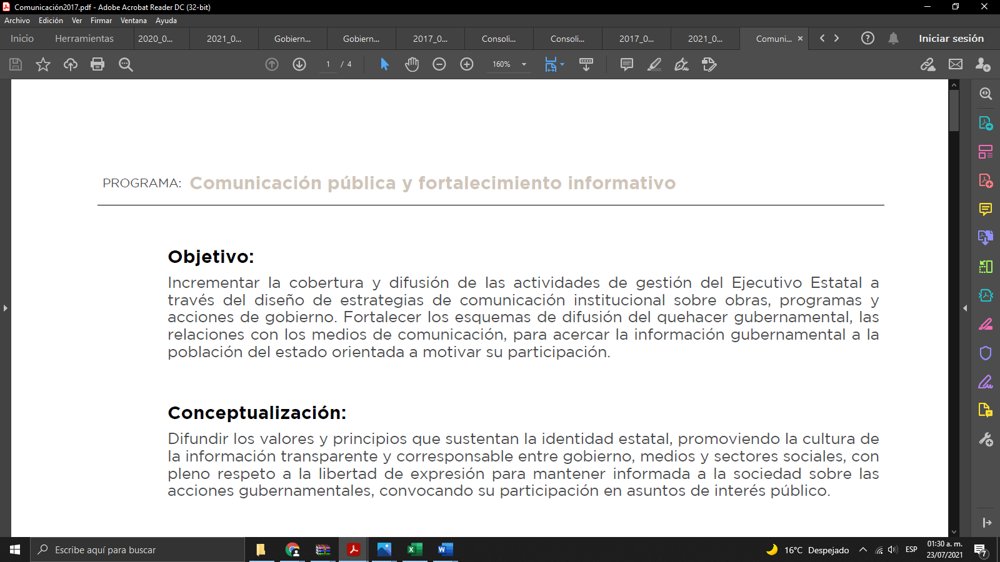 Comunicación2017.pdf - Adobe Acrobat Reader DC (32-bit)
Archivo Edición Ver Firmar Ventana Ayuda
Inicio Herramientas 2020_0... 2021_0... Gobiern... Gobiern... 2017_0... Consoli... Consoli... 2017_0... 2021_0... Comuni... × Iniciar sesión
1 / 4 160%
PROGRAMA: Comunicación pública y fortalecimiento informativo
Objetivo:
Incrementar la cobertura y difusión de las actividades de gestión del Ejecutivo Estatal a
través del diseño de estrategias de comunicación institucional sobre obras, programas y
acciones de gobierno. Fortalecer los esquemas de difusión del quehacer gubernamental, las
relaciones con los medios de comunicación, para acercar la información gubernamental a la
población del estado orientada a motivar su participación.
Conceptualización:
Difundir los valores y principios que sustentan la identidad estatal, promoviendo la cultura de
la información transparente y corresponsable entre gobierno, medios y sectores sociales, con
pleno respeto a la libertad de expresión para mantener informada a la sociedad sobre las
acciones gubernamentales, convocando su participación en asuntos de interés público.
Escribe aquí para buscar
16°C Despejado
ESP
01:30 a. m.
23/07/2021
7